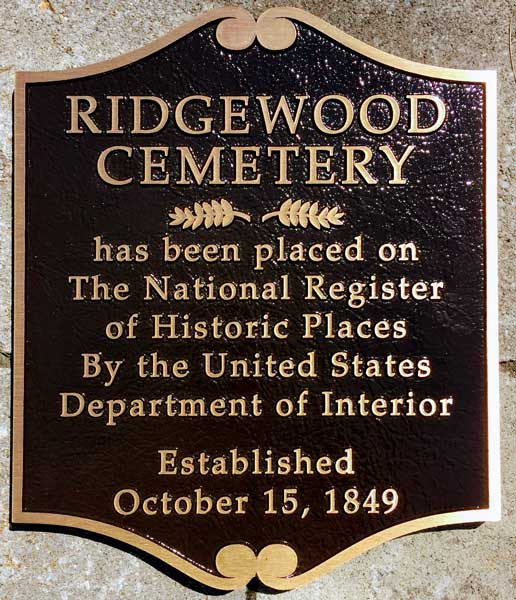 RIDGEWOOD
CEMETERY
has been placed on
The National Register
of Historic Places
By the United States
Department of Interior
Established
October 15, 1849